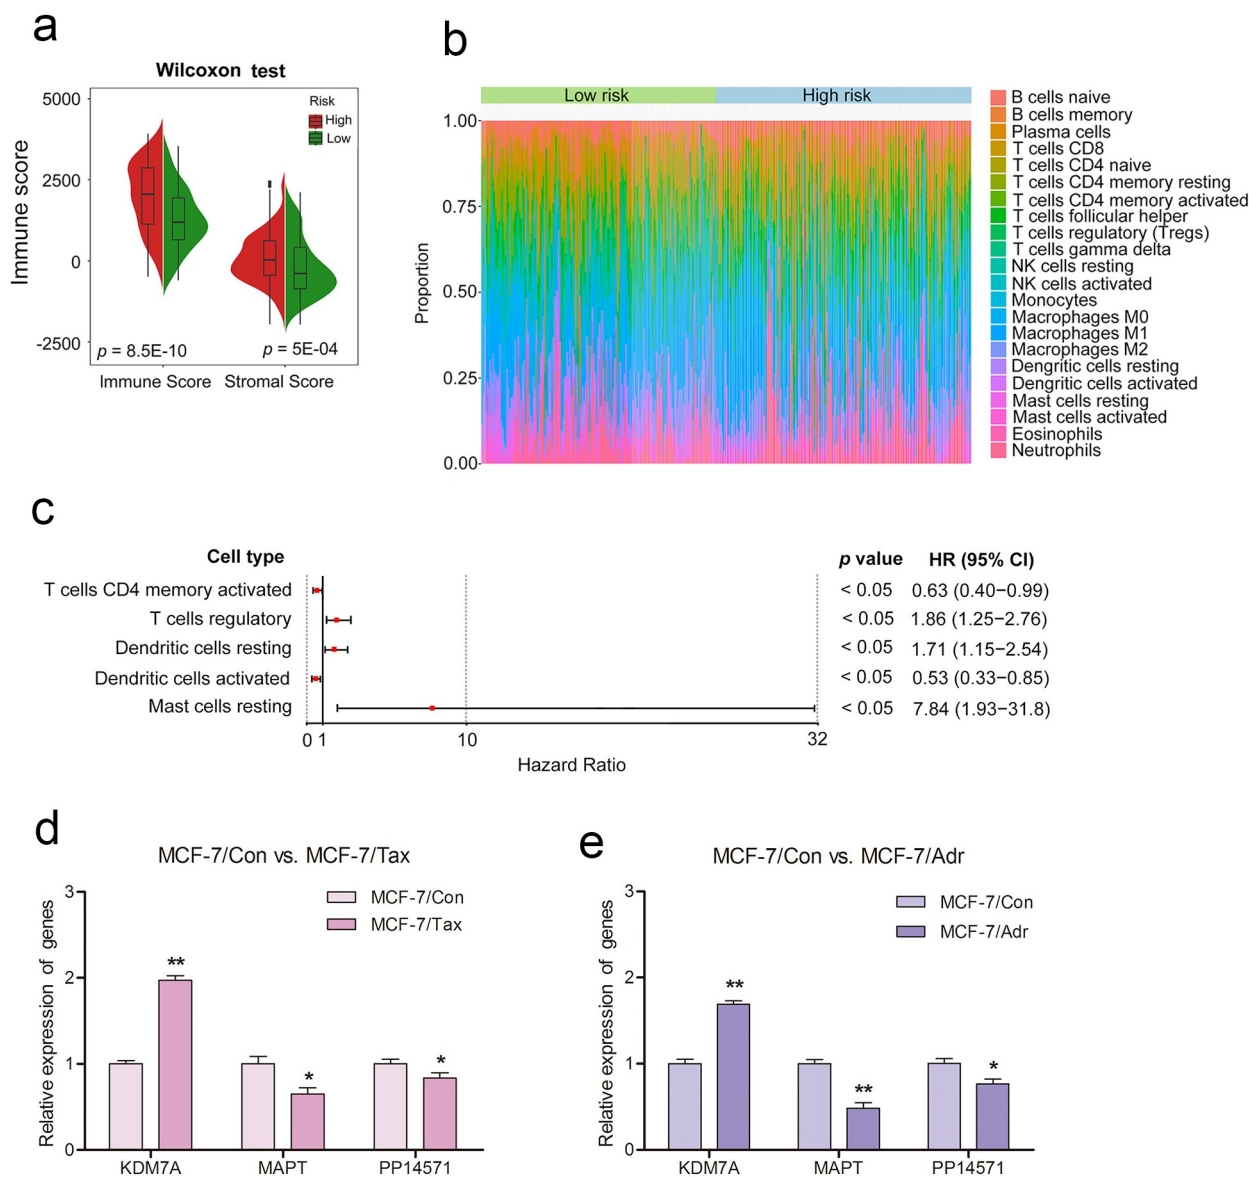 a
Wilcoxon test
Immune score
5000
2500
0
-2500
Risk
High
Low
p = 8.5E-10
p = 5E-04
Immune Score
Stromal Score
b
Low risk
High risk
Proportion
1.00
0.75
0.50
0.25
0.00
B cells naive
B cells memory
Plasma cells
T cells CD8
T cells CD4 naive
T cells CD4 memory resting
T cells CD4 memory activated
T cells follicular helper
T cells regulatory (Tregs)
T cells gamma delta
NK cells resting
NK cells activated
Monocytes
Macrophages M0
Macrophages M1
Macrophages M2
Dengritic cells resting
Dengritic cells activated
Mast cells resting
Mast cells activated
Eosinophils
Neutrophils
c
Cell type p value HR (95% CI)
T cells CD4 memory activated < 0.05 0.63 (0.40−0.99)
T cells regulatory < 0.05 1.86 (1.25−2.76)
Dendritic cells resting < 0.05 1.71 (1.15−2.54)
Dendritic cells activated < 0.05 0.53 (0.33−0.85)
Mast cells resting < 0.05 7.84 (1.93−31.8)
0 1 10 32
Hazard Ratio
d
MCF-7/Con vs. MCF-7/Tax
Relative expression of genes
3
2
1
0
MCF-7/Con
MCF-7/Tax
**
*
*
KDM7A MAPT PP14571
e
MCF-7/Con vs. MCF-7/Adr
Relative expression of genes
3
2
1
0
MCF-7/Con
MCF-7/Adr
**
**
*
KDM7A MAPT PP14571